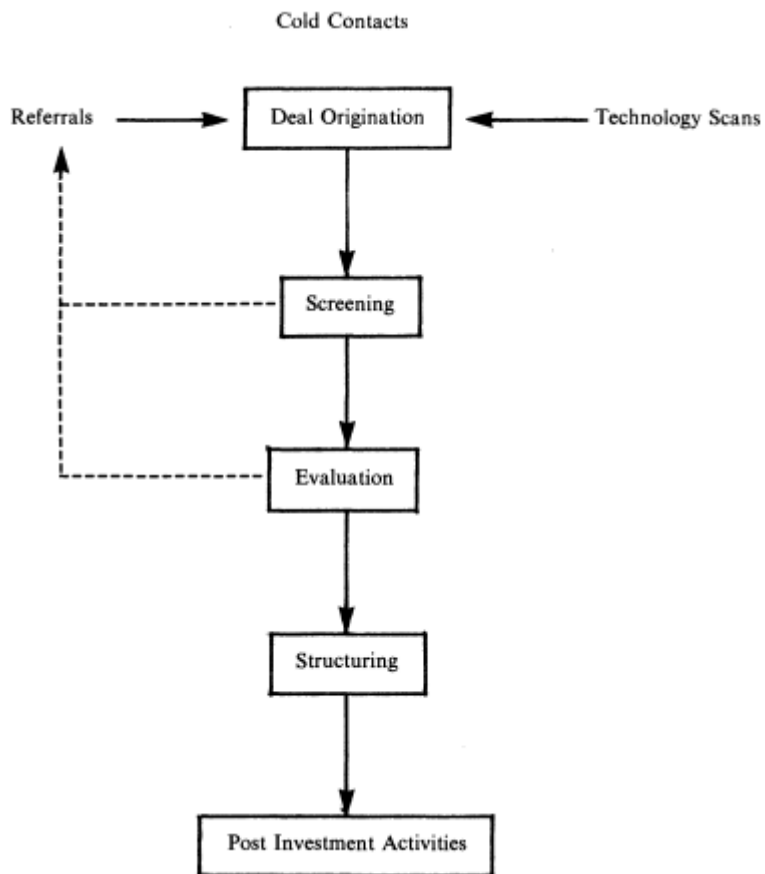 Cold Contacts
Referrals
Deal Origination
Technology Scans
Screening
Evaluation
Structuring
Post Investment Activities